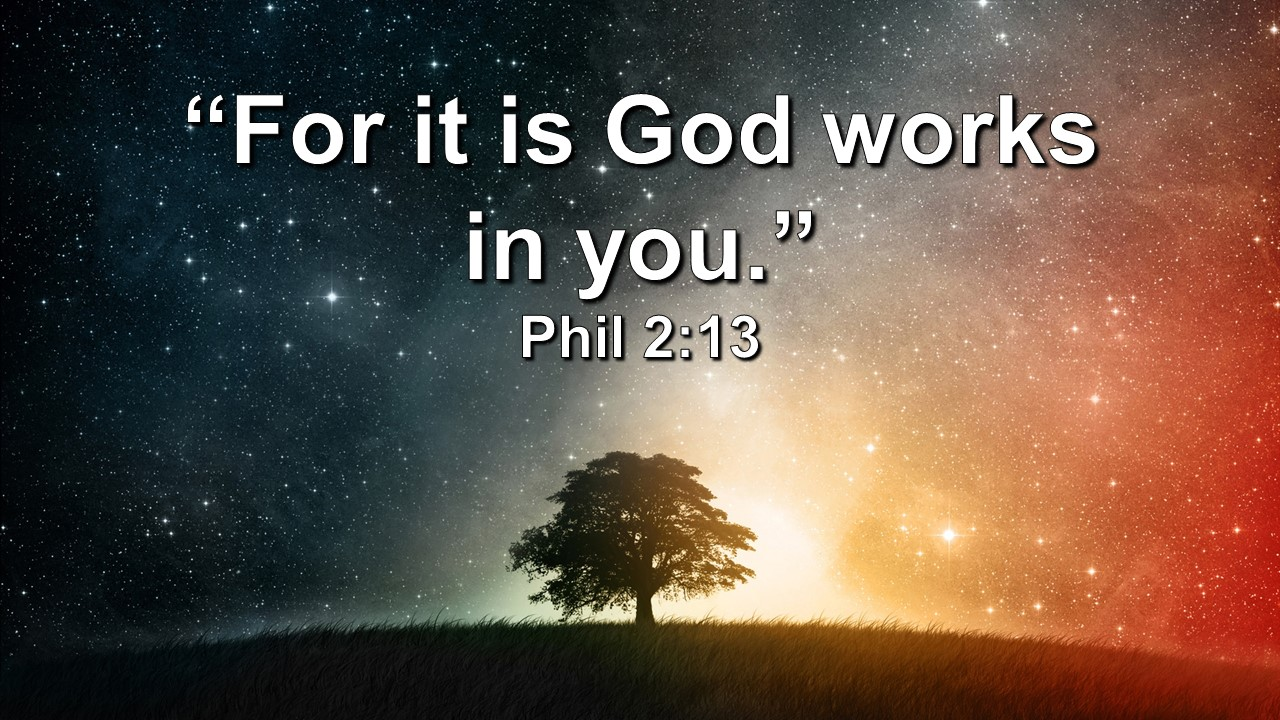 “For it is God works
in you.”
Phil 2:13